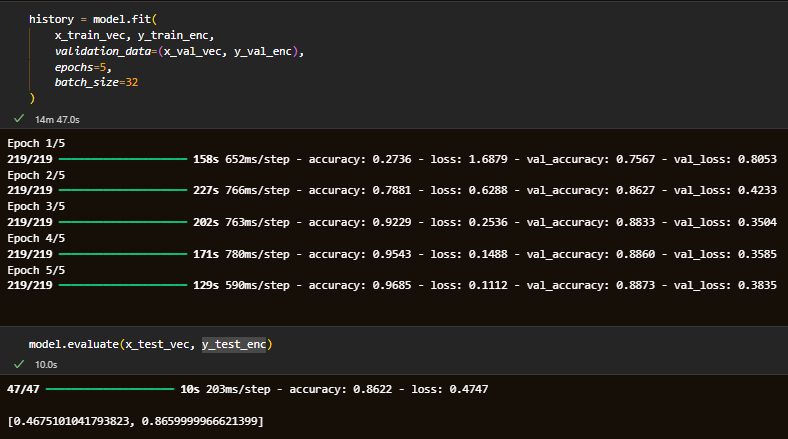 history = model.fit(
x_train_vec, y_train_enc,
validation_data=(x_val_vec, y_val_enc),
epochs=5,
batch_size=32
)
14m 47.0s
Epoch 1/5
219/219 158s 652ms/step - accuracy: 0.2736 - loss: 1.6879 - val_accuracy: 0.7567 - val_loss: 0.8053
Epoch 2/5
219/219 227s 766ms/step - accuracy: 0.7881 - loss: 0.6288 - val_accuracy: 0.8627 - val_loss: 0.4233
Epoch 3/5
219/219 202s 763ms/step - accuracy: 0.9229 - loss: 0.2536 - val_accuracy: 0.8833 - val_loss: 0.3504
Epoch 4/5
219/219 171s 780ms/step - accuracy: 0.9543 - loss: 0.1488 - val_accuracy: 0.8860 - val_loss: 0.3585
Epoch 5/5
219/219 129s 590ms/step - accuracy: 0.9685 - loss: 0.1112 - val_accuracy: 0.8873 - val_loss: 0.3835
model.evaluate(x_test_vec, y_test_enc)
10.0s
47/47 10s 203ms/step - accuracy: 0.8622 - loss: 0.4747
[0.4675101041793823, 0.8659999966621399]